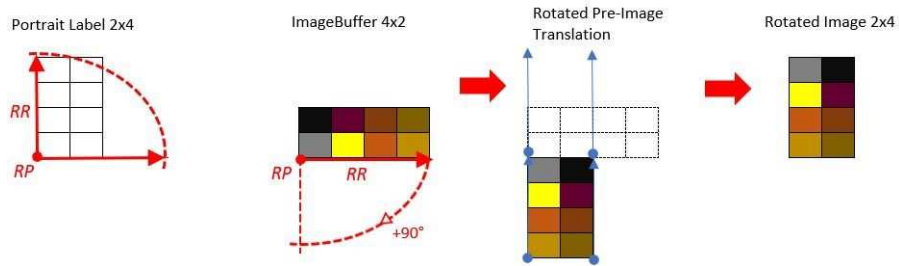 Portrait Label 2x4
ImageBuffer 4x2
Rotated Pre-Image
Translation
Rotated Image 2x4
RR
RP
RP
RR
+90°